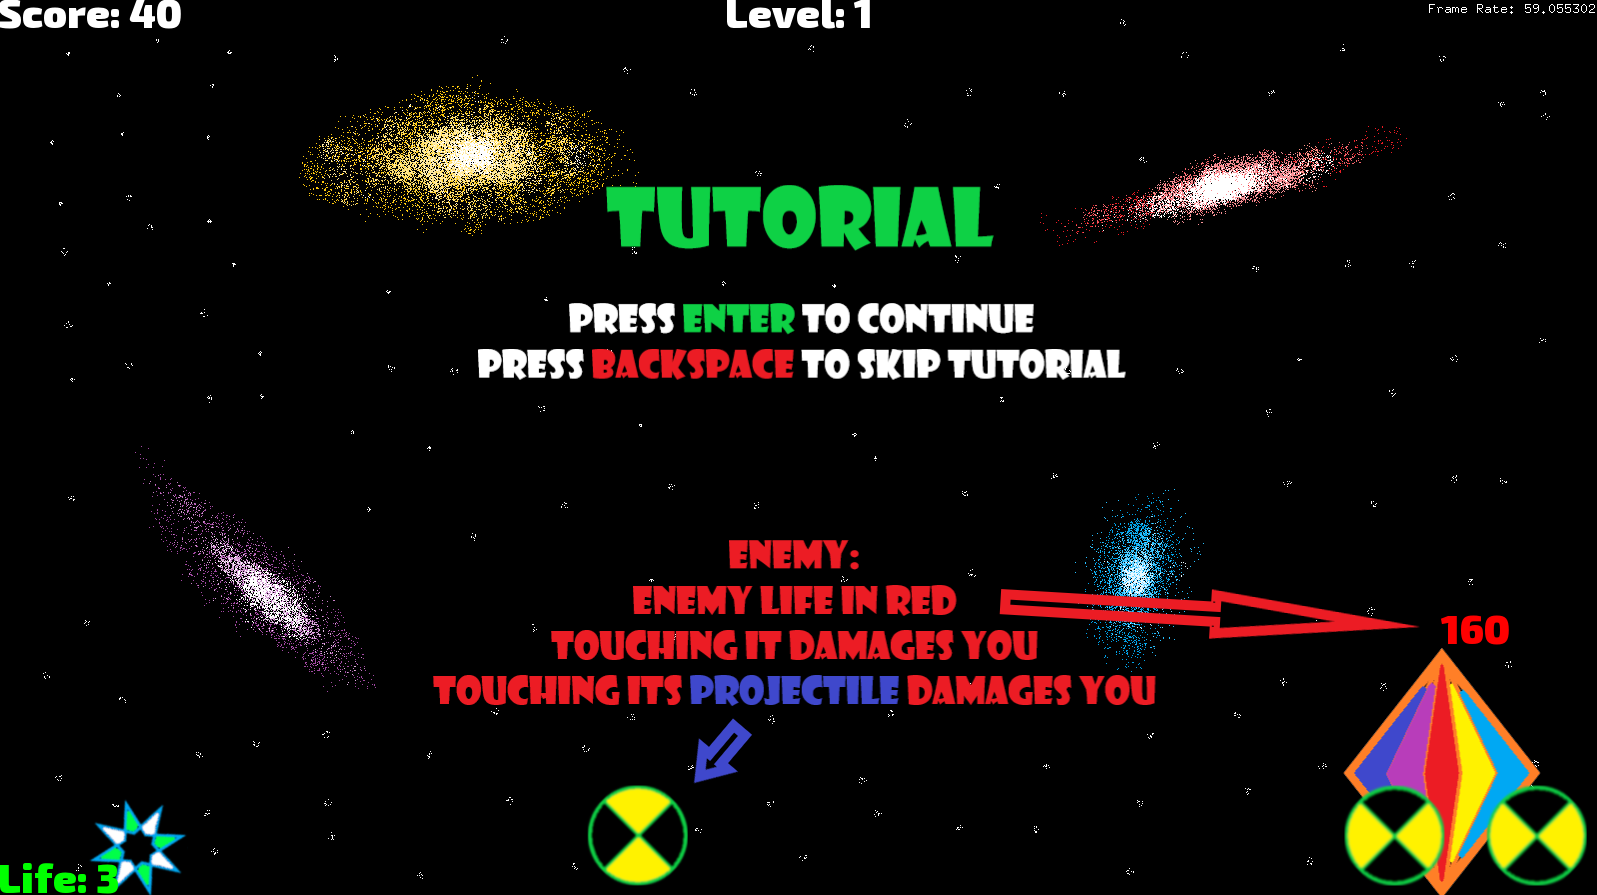 Score: 40
Level: 1
Frame Rate: 59.055302
TUTORIAL
PRESS ENTER TO CONTINUE
PRESS BACKSPACE TO SKIP TUTORIAL
ENEMY:
ENEMY LIFE IN RED
160
TOUCHING IT DAMAGES YOU
TOUCHING ITS PROJECTILE DAMAGES YOU
Life: 3